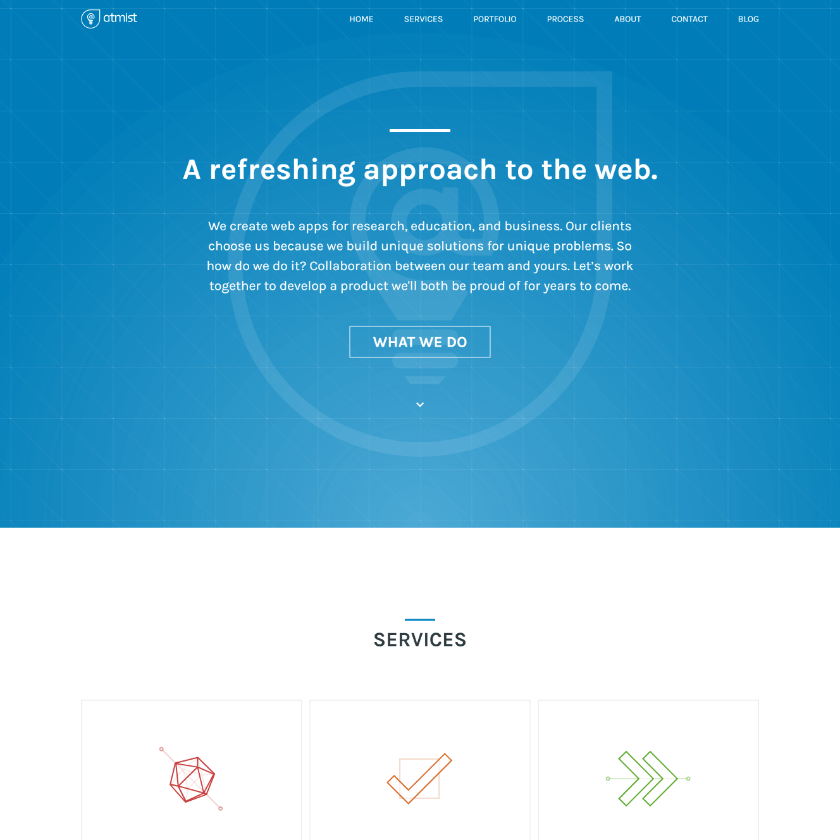 atmist
HOME SERVICES PORTFOLIO PROCESS ABOUT CONTACT BLOG
A refreshing approach to the web.
We create web apps for research, education, and business. Our clients
choose us because we build unique solutions for unique problems. So
how do we do it? Collaboration between our team and yours. Let's work
together to develop a product we'll both be proud of for years to come.
WHAT WE DO
SERVICES